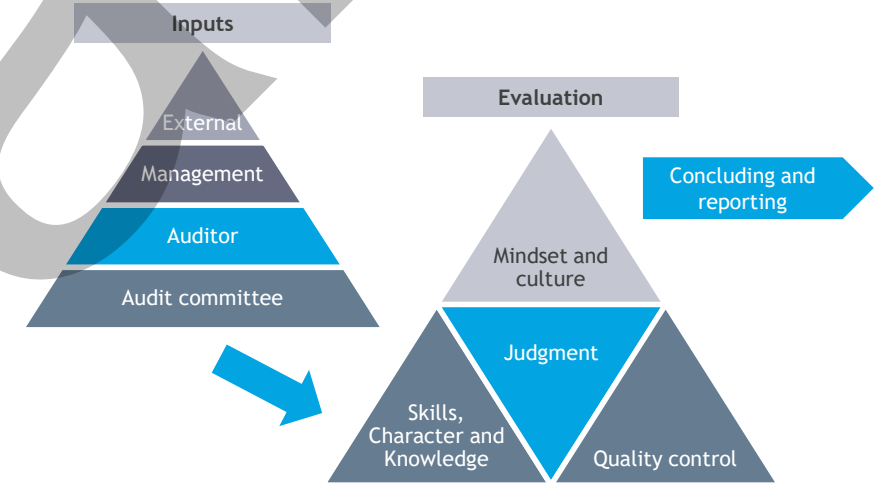 Inputs
External
Management
Auditor
Audit committee
Evaluation
Mindset and
culture
Judgment
Skills,
Character and
Knowledge
Quality control
Concluding and
reporting